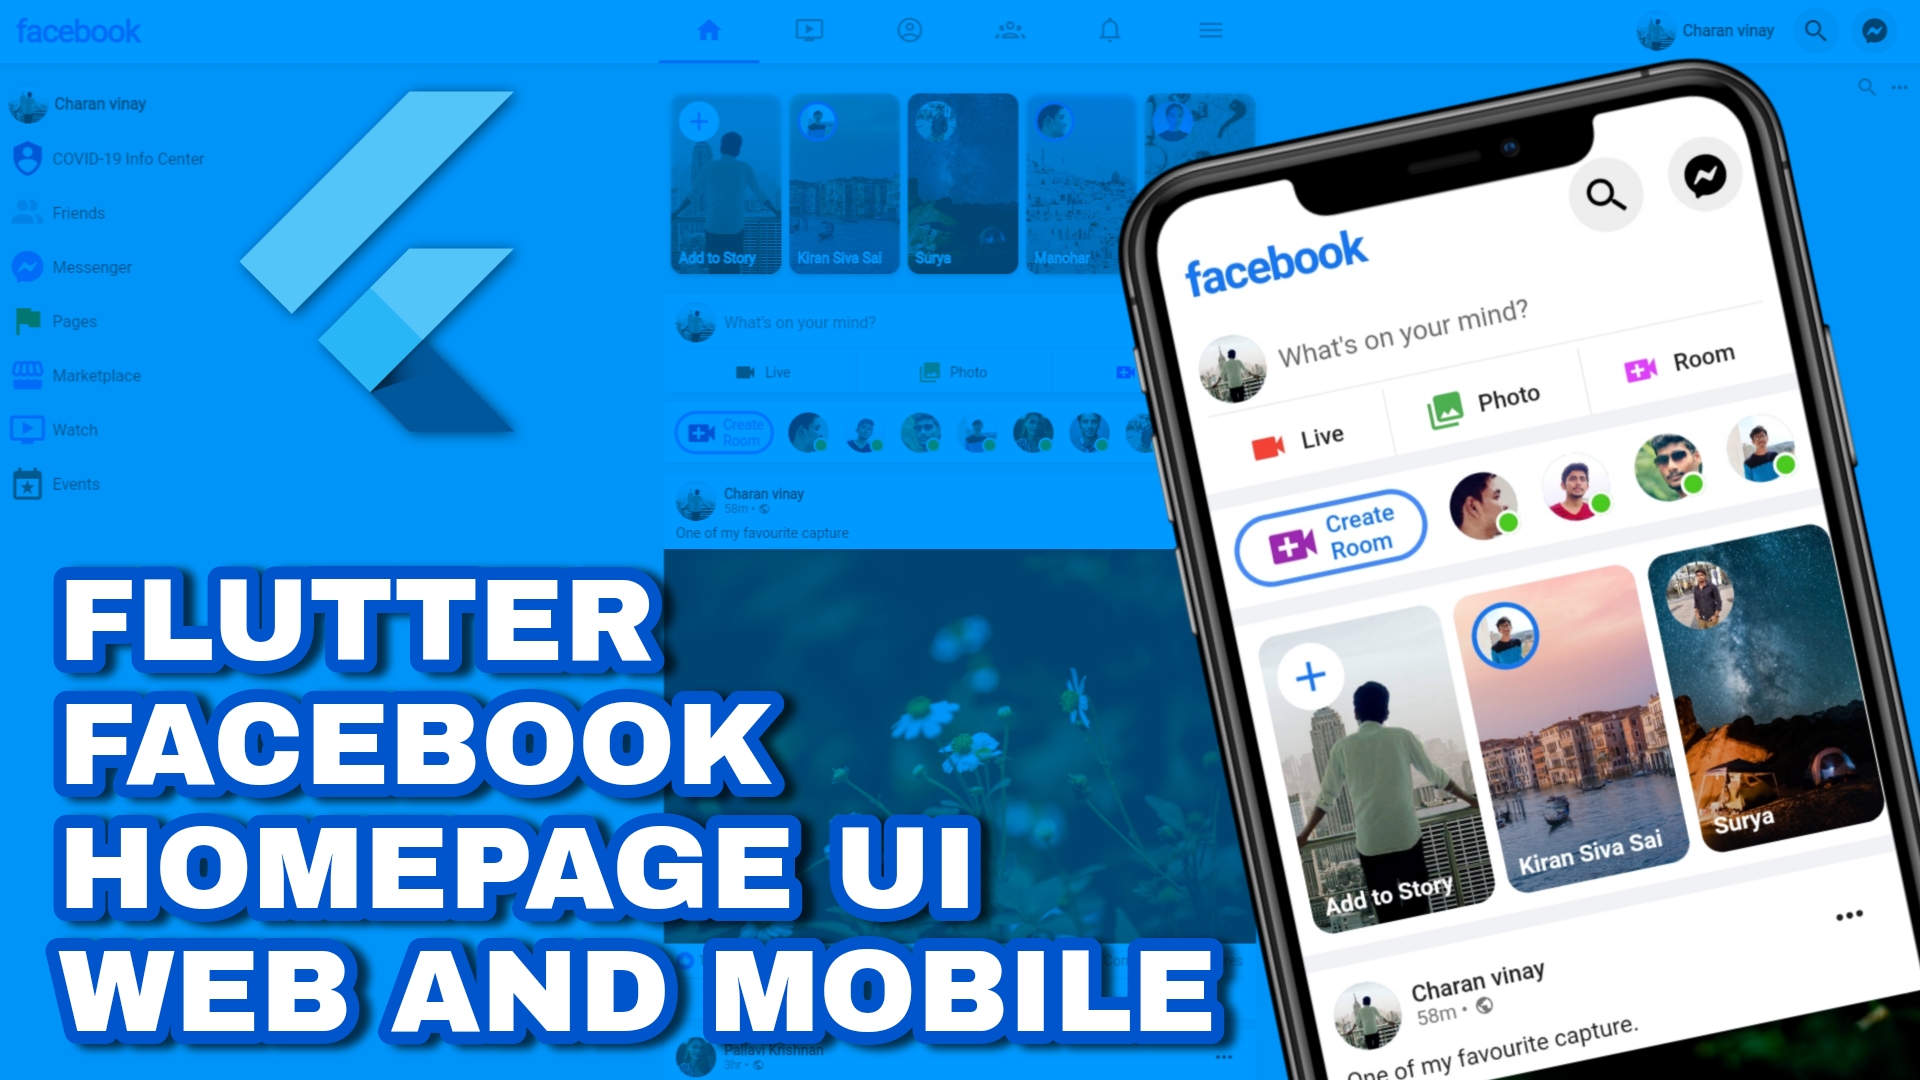 facebook
Charan vinay
Charan vinay
COVID-19 Info Center
Friends
Messenger
Pages
Marketplace
Watch
Events
Add to Story
Kiran Siva Sai
Surya
Manohar
What's on your mind?
Live
Photo
Create
Room
Charan vinay
58m •
One of my favourite capture
Pallavi Krishnan
3hr •
FLUTTER
FACEBOOK
HOMEPAGE UI
WEB AND MOBILE
facebook
What's on your mind?
Live
Photo
Room
Create
Room
Add to Story
Kiran Siva Sai
Surya
Charan vinay
58m •
One of my favourite capture.